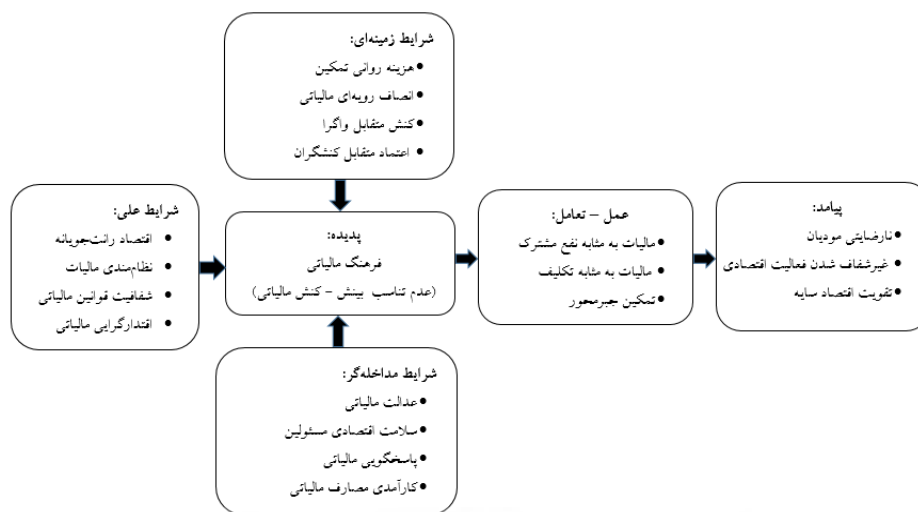 شرایط زمینه‌ای:
•هزینه روانی تمکین
•انصاف رویه‌ای مالیاتی
•کنش متقابل واگرا
•اعتماد متقابل کنشگران
شرایط علی:
•اقتصاد رانت‌جویانه
•نظام‌مندی مالیات
•شفافیت قوانین مالیاتی
•اقتدارگرایی مالیاتی
پدیده:
فرهنگ مالیاتی
(عدم تناسب بینش – کنش مالیاتی)
عمل – تعامل:
•مالیات به مثابه نفع مشترک
•مالیات به مثابه تکلیف
•تمکین جبرمحور
پیامد:
•نارضایتی مودیان
•غیرشفاف شدن فعالیت اقتصادی
•تقویت اقتصاد سایه
شرایط مداخله‌گر:
•عدالت مالیاتی
•سلامت اقتصادی مسئولین
•پاسخگویی مالیاتی
•کارآمدی مصارف مالیاتی